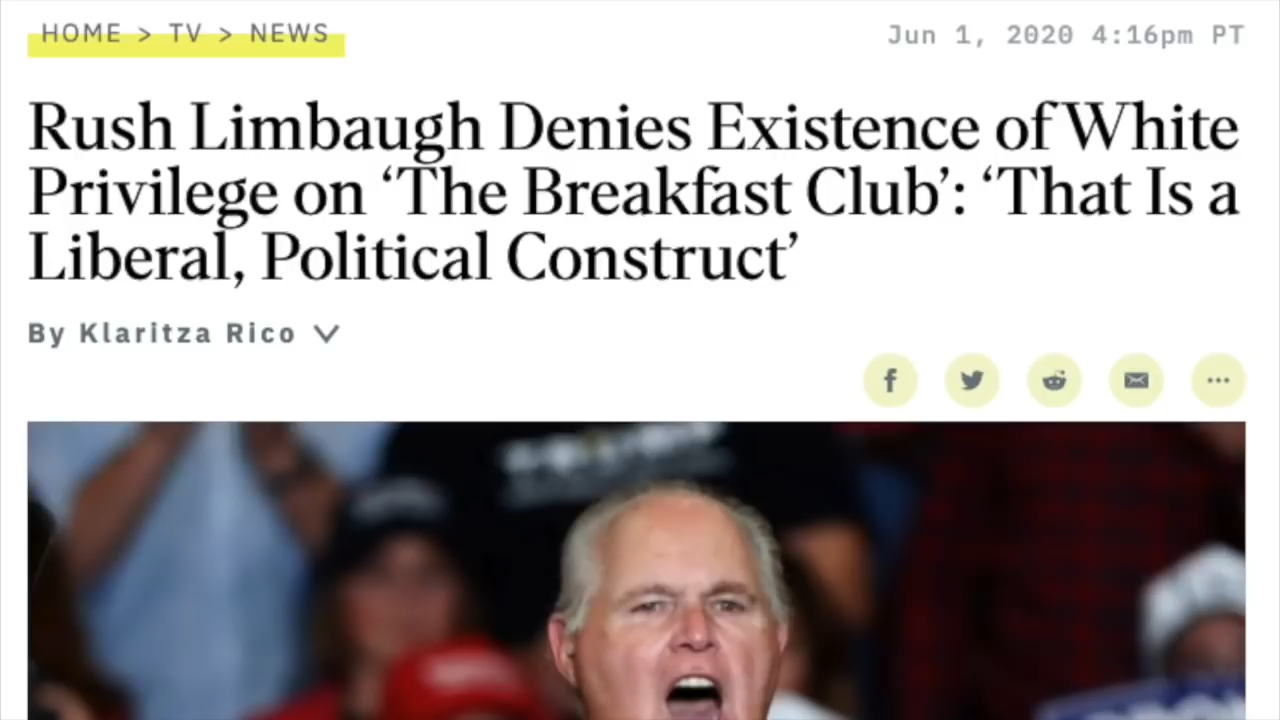 HOME > TV > NEWS
Jun 1, 2020 4:16pm PT
Rush Limbaugh Denies Existence of White
Privilege on ‘The Breakfast Club’: ‘That Is a
Liberal, Political Construct’
By Klaritza Rico